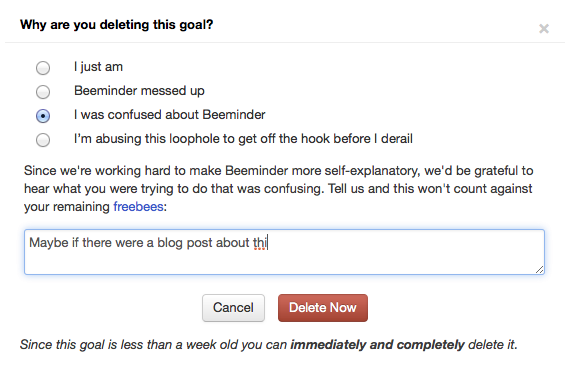 Why are you deleting this goal?
×
I just am
Beeminder messed up
I was confused about Beeminder
I'm abusing this loophole to get off the hook before I derail
Since we're working hard to make Beeminder more self-explanatory, we'd be grateful to
hear what you were trying to do that was confusing. Tell us and this won't count against
your remaining freebees:
Maybe if there were a blog post about thi
Cancel Delete Now
Since this goal is less than a week old you can immediately and completely delete it.